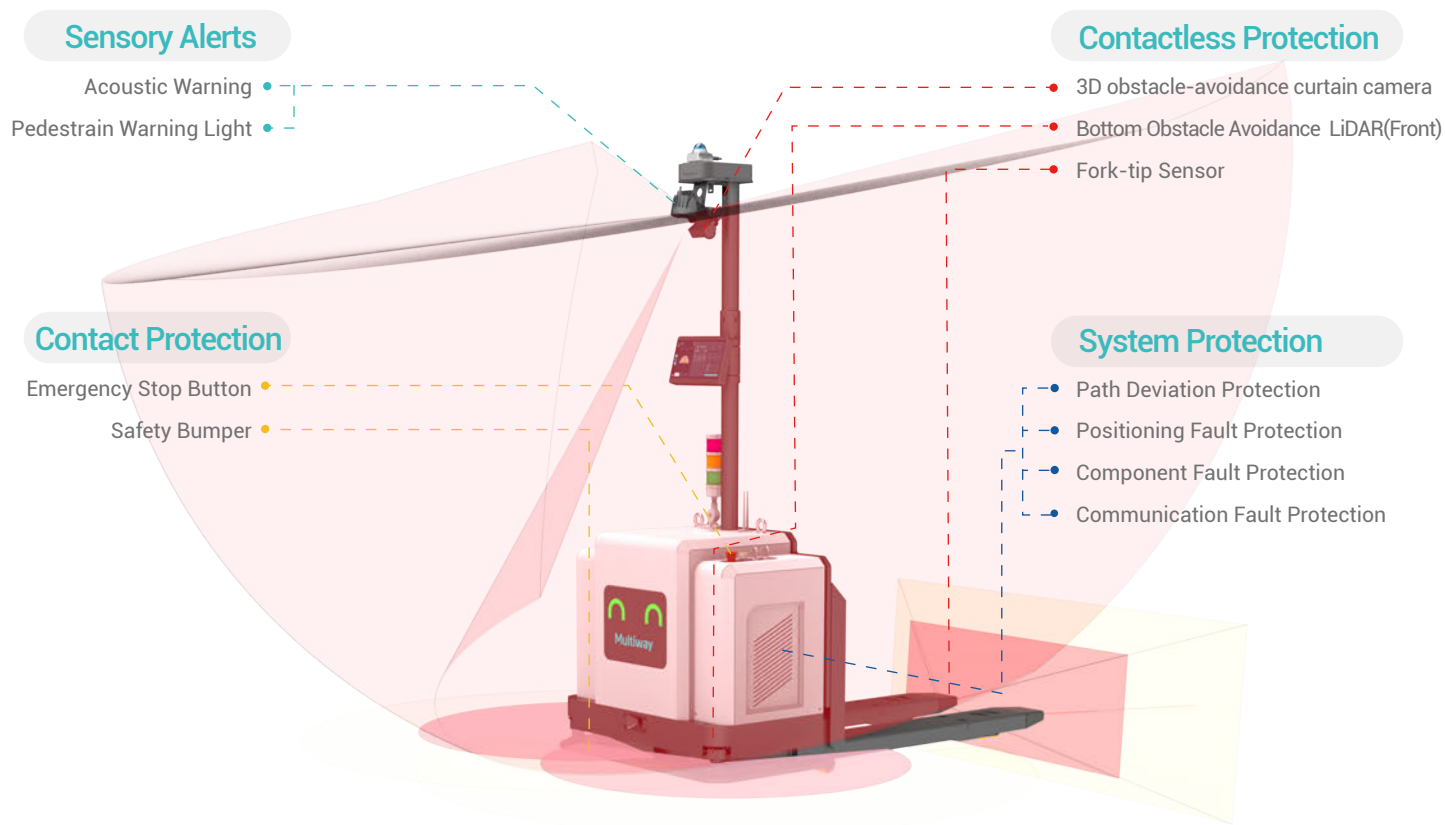 Sensory Alerts
Acoustic Warning
Pedestrain Warning Light
Contactless Protection
3D obstacle-avoidance curtain camera
Bottom Obstacle Avoidance LiDAR(Front)
Fork-tip Sensor
Contact Protection
Emergency Stop Button
Safety Bumper
System Protection
Path Deviation Protection
Positioning Fault Protection
Component Fault Protection
Communication Fault Protection
Multiway